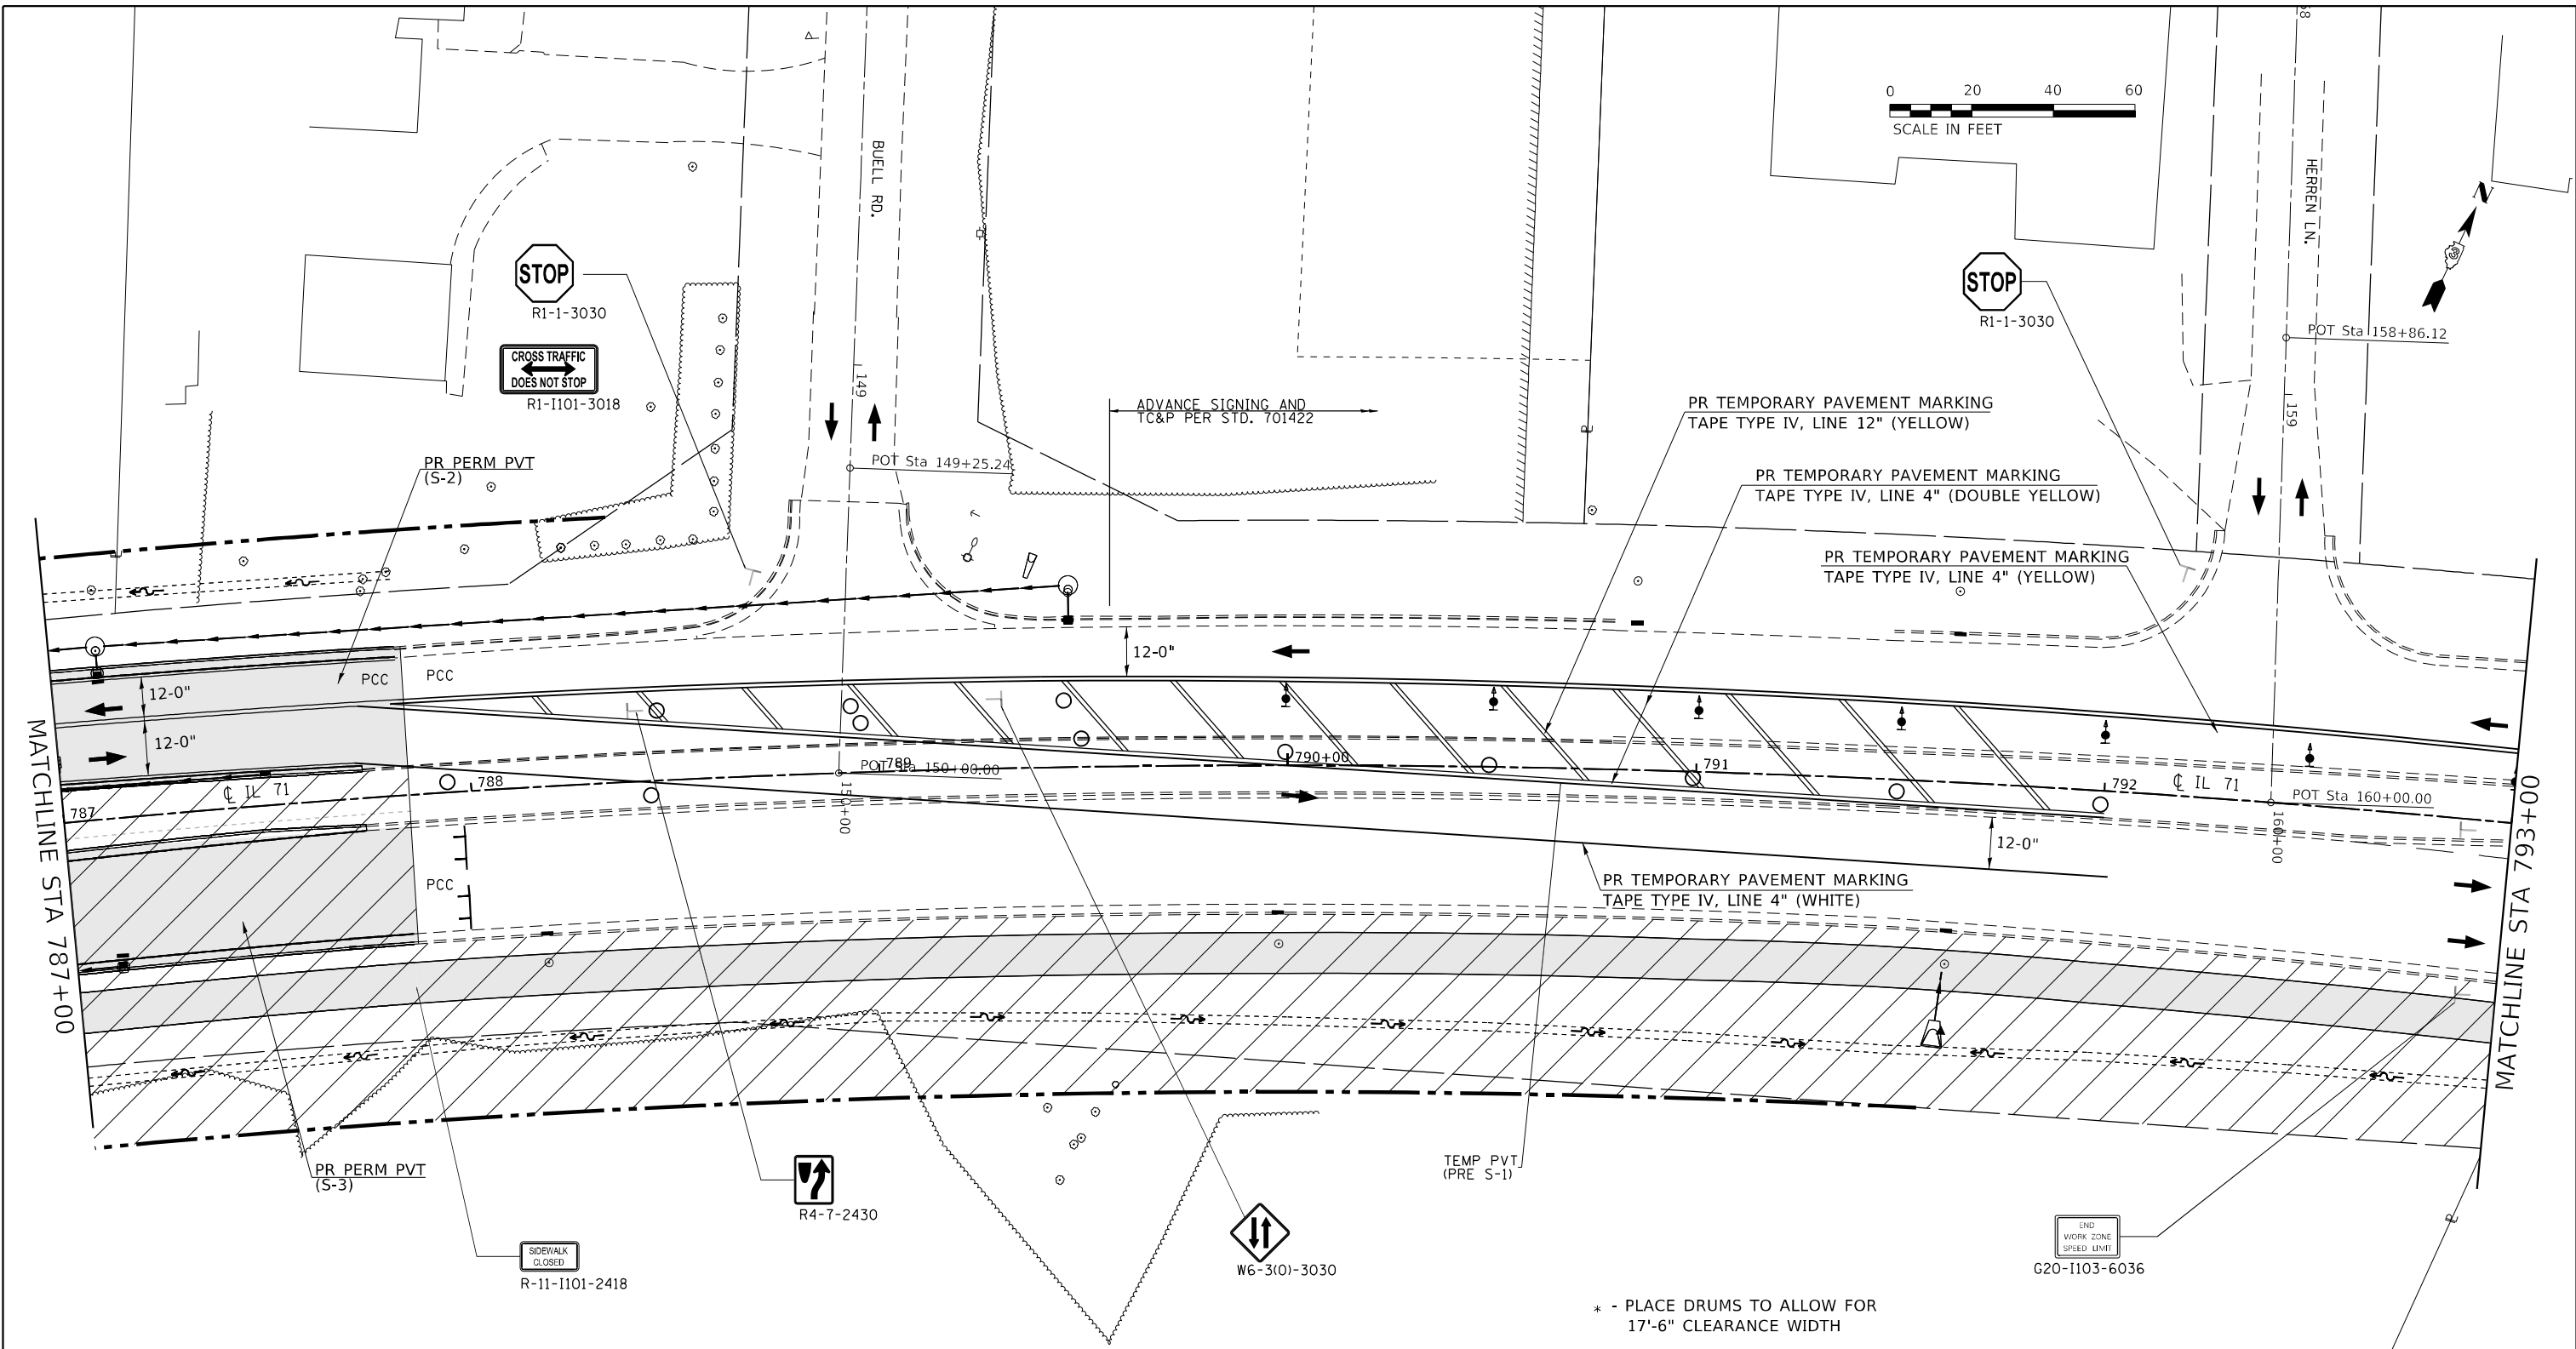 0 20 40 60
SCALE IN FEET
N
BUELL RD.
HERREN LN.
STOP
R1-1-3030
CROSS TRAFFIC
DOES NOT STOP
R1-I101-3018
STOP
R1-1-3030
POT Sta 158+86.12
149
159
ADVANCE SIGNING AND
TC&P PER STD. 701422
PR TEMPORARY PAVEMENT MARKING
TAPE TYPE IV, LINE 12" (YELLOW)
PR PERM PVT
(S-2)
POT Sta 149+25.24
PR TEMPORARY PAVEMENT MARKING
TAPE TYPE IV, LINE 4" (DOUBLE YELLOW)
PR TEMPORARY PAVEMENT MARKING
TAPE TYPE IV, LINE 4" (YELLOW)
12-0"
PCC
PCC
12-0"
12-0"
MATCHLINE STA 787+00
787
℄ IL 71
788
789
POT Sta 150+00.00
150+00
790+00
791
792
℄ IL 71
POT Sta 160+00.00
160+00
MATCHLINE STA 793+00
12-0"
PCC
PR TEMPORARY PAVEMENT MARKING
TAPE TYPE IV, LINE 4" (WHITE)
PR PERM PVT
(S-3)
TEMP PVT
(PRE S-1)
R4-7-2430
SIDEWALK
CLOSED
R-11-I101-2418
W6-3(O)-3030
END
WORK ZONE
SPEED LIMIT
G20-I103-6036
* - PLACE DRUMS TO ALLOW FOR
17'-6" CLEARANCE WIDTH